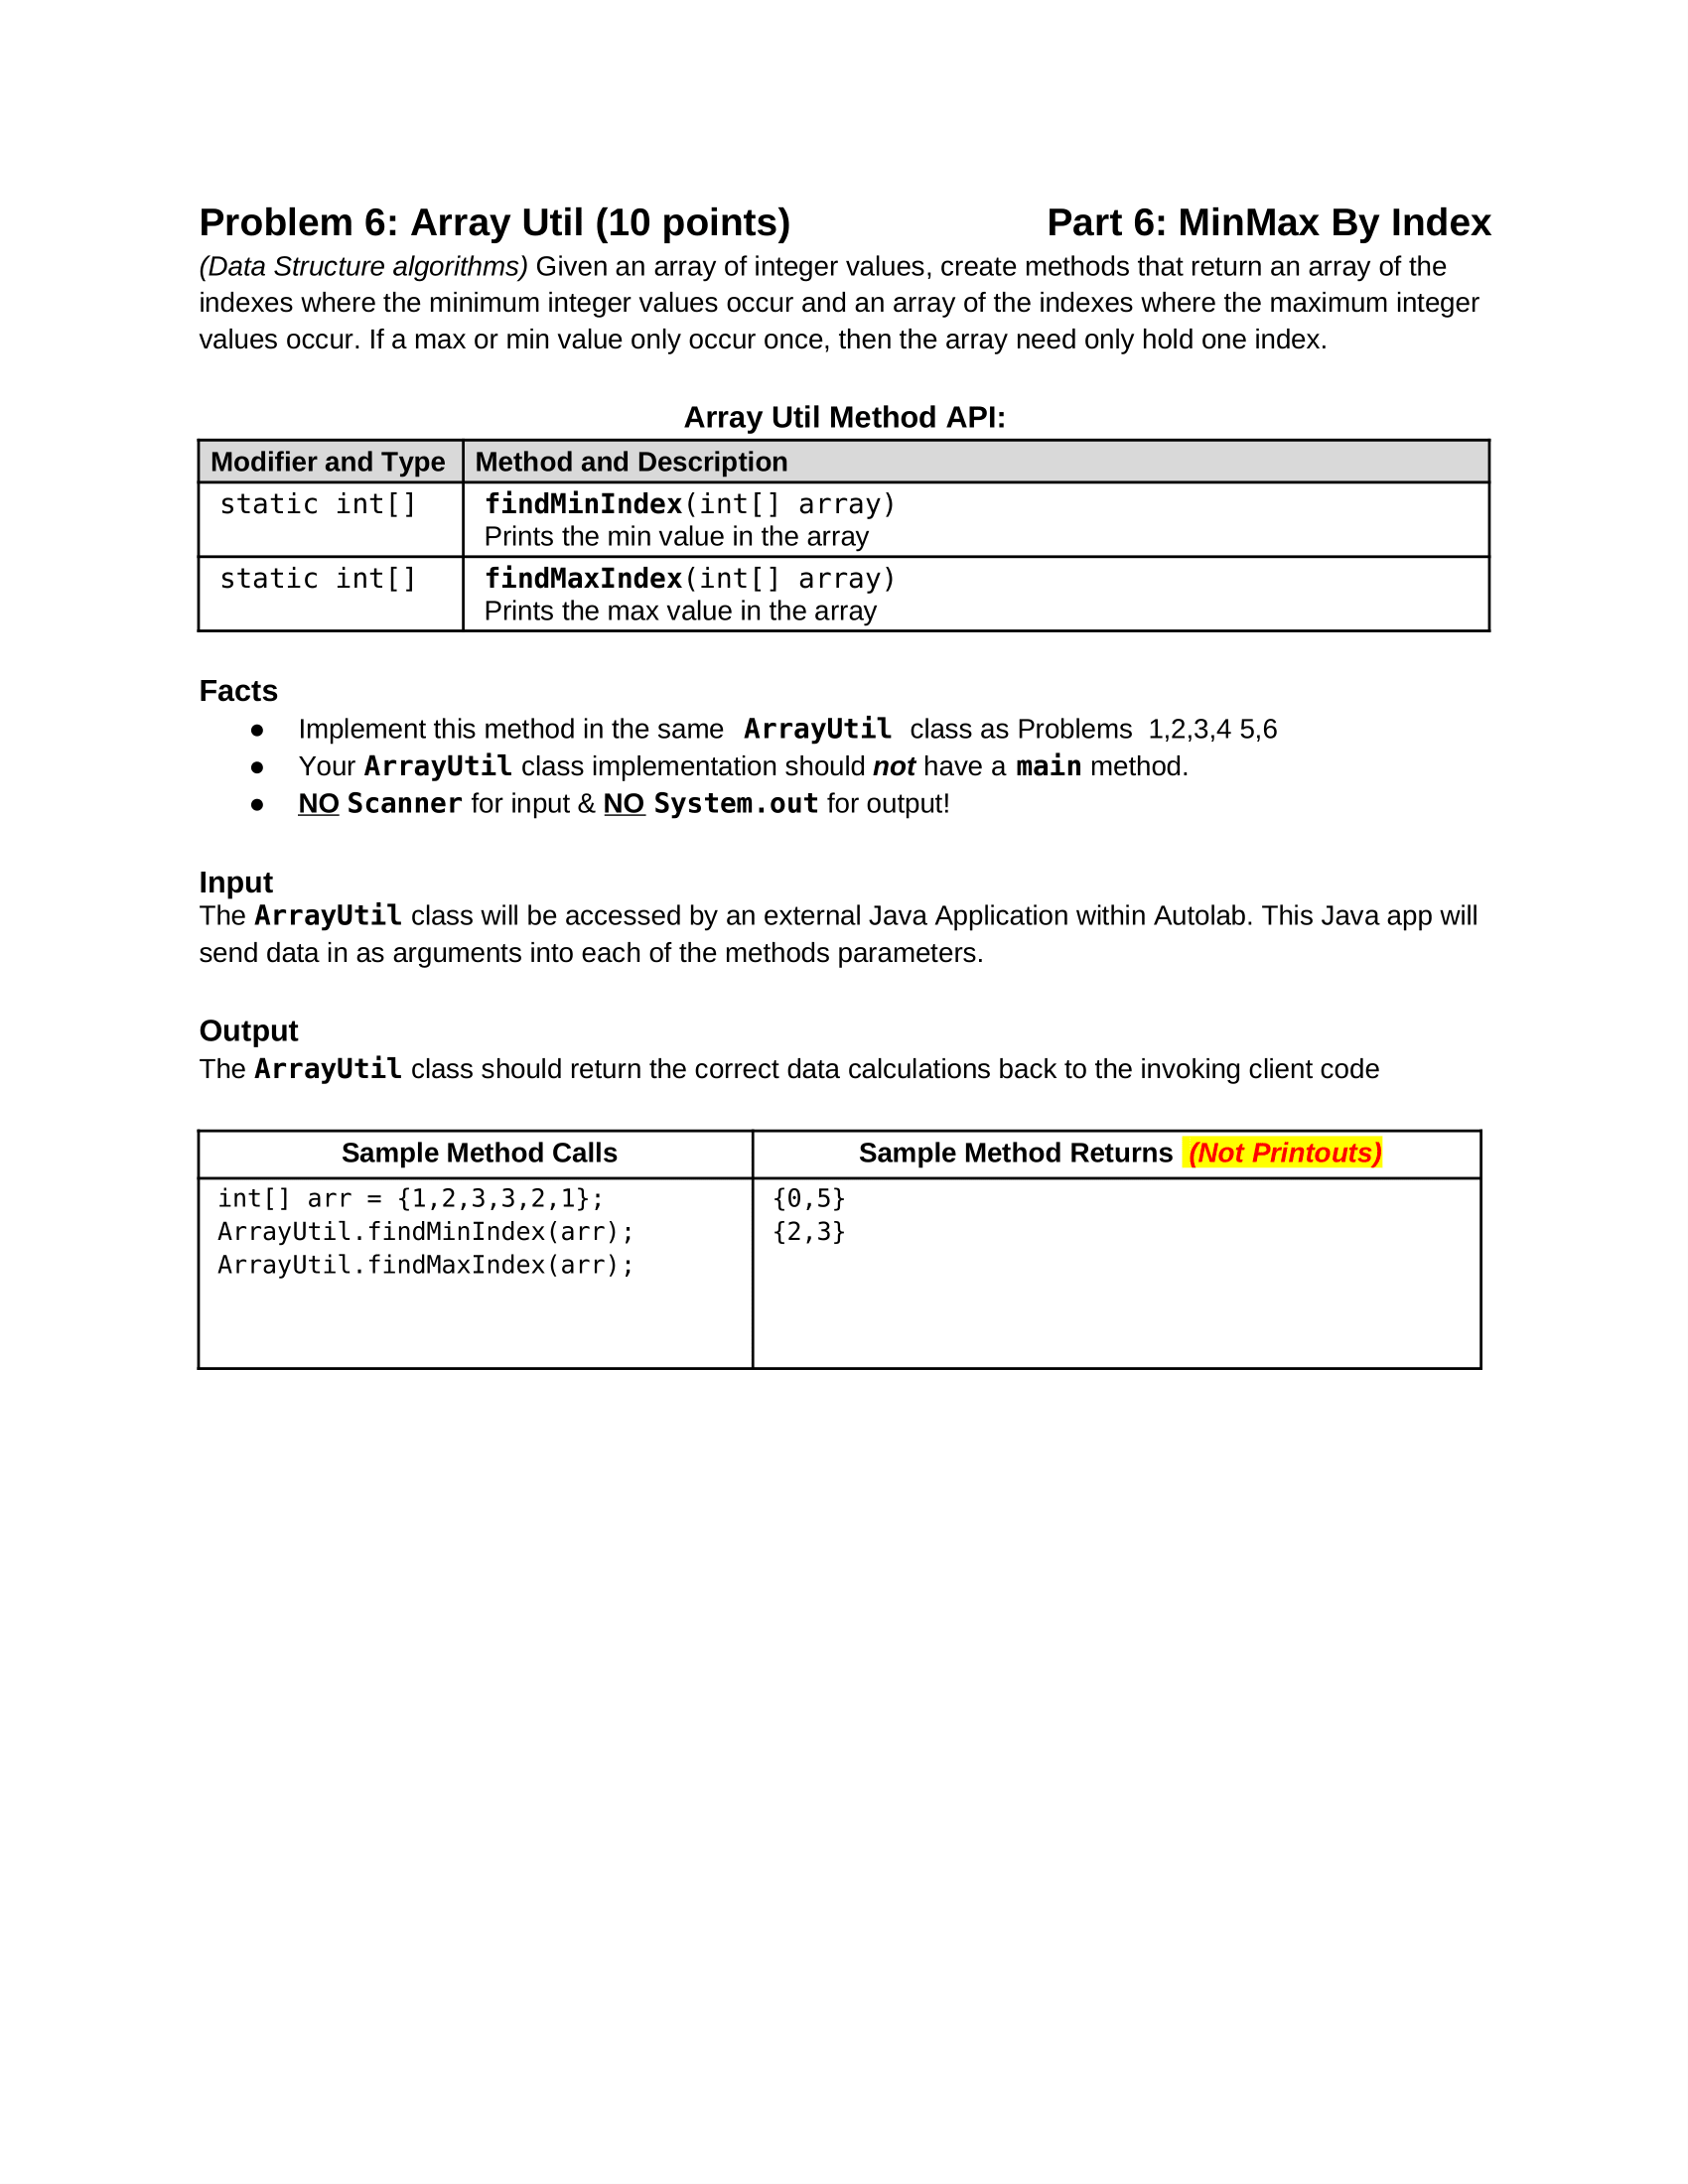 Problem 6: Array Util (10 points) Part 6: MinMax By Index
(Data Structure algorithms) Given an array of integer values, create methods that return an array of the
indexes where the minimum integer values occur and an array of the indexes where the maximum integer
values occur. If a max or min value only occur once, then the array need only hold one index.
Array Util Method API:
Modifier and Type Method and Description
static int[] findMinIndex(int[] array)
Prints the min value in the array
static int[] findMaxIndex(int[] array)
Prints the max value in the array
Facts
● Implement this method in the same ArrayUtil class as Problems 1,2,3,4 5,6
● Your ArrayUtil class implementation should not have a main method.
● NO Scanner for input & NO System.out for output!
Input
The ArrayUtil class will be accessed by an external Java Application within Autolab. This Java app will
send data in as arguments into each of the methods parameters.
Output
The ArrayUtil class should return the correct data calculations back to the invoking client code
Sample Method Calls Sample Method Returns (Not Printouts)
int[] arr = {1,2,3,3,2,1}; {0,5}
ArrayUtil.findMinIndex(arr); {2,3}
ArrayUtil.findMaxIndex(arr);